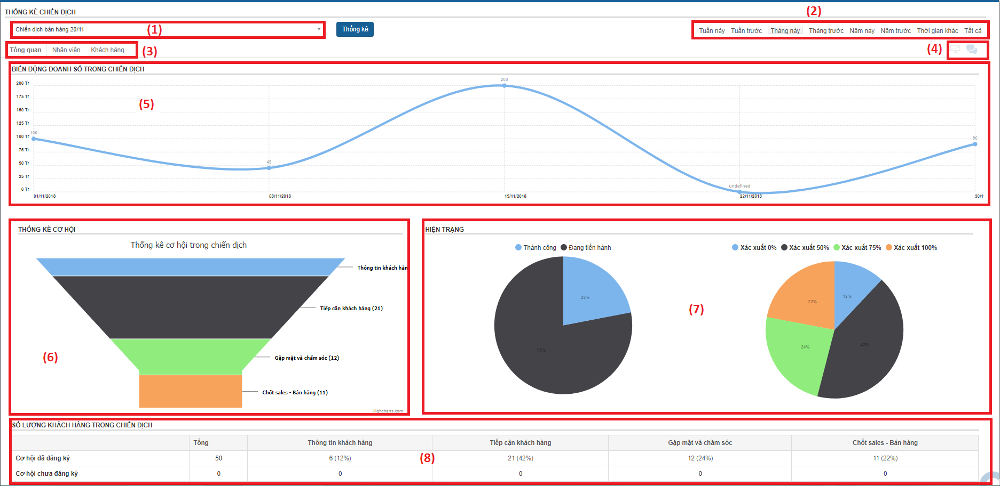 THỐNG KÊ CHIẾN DỊCH
(2)
Chiến dịch bán hàng 20/11 (1) Thống kê
Tuần này Tuần trước Tháng này Tháng trước Năm nay Năm trước Thời gian khác Tất cả
Tổng quan Nhân viên Khách hàng (3) (4)
BIẾN ĐỘNG DOANH SỐ TRONG CHIẾN DỊCH
200 Tr
175 Tr
150 Tr
125 Tr
100 Tr
75 Tr
50 Tr
25 Tr
0 Tr
(5)
100
45
200
undefined
90
01/11/2018 08/11/2018 15/11/2018 22/11/2018 30/1
THỐNG KÊ CƠ HỘI
Thống kê cơ hội trong chiến dịch
Thông tin khách hàn
Tiếp cận khách hàng (21)
Gặp mặt và chăm sóc (12)
Chốt sales - Bán hàng (11)
(6)
Highcharts.com
HIỆN TRẠNG
Thành công Đang tiến hành
22%
78%
(7)
Xác xuất 0% Xác xuất 50% Xác xuất 75% Xác xuất 100%
12%
22%
24%
42%
SỐ LƯỢNG KHÁCH HÀNG TRONG CHIẾN DỊCH
Tổng Thông tin khách hàng Tiếp cận khách hàng Gặp mặt và chăm sóc Chốt sales - Bán hàng
Cơ hội đã đăng ký 50 6 (12%) (8) 21 (42%) 12 (24%) 11 (22%)
Cơ hội chưa đăng ký 0 0 0 0 0